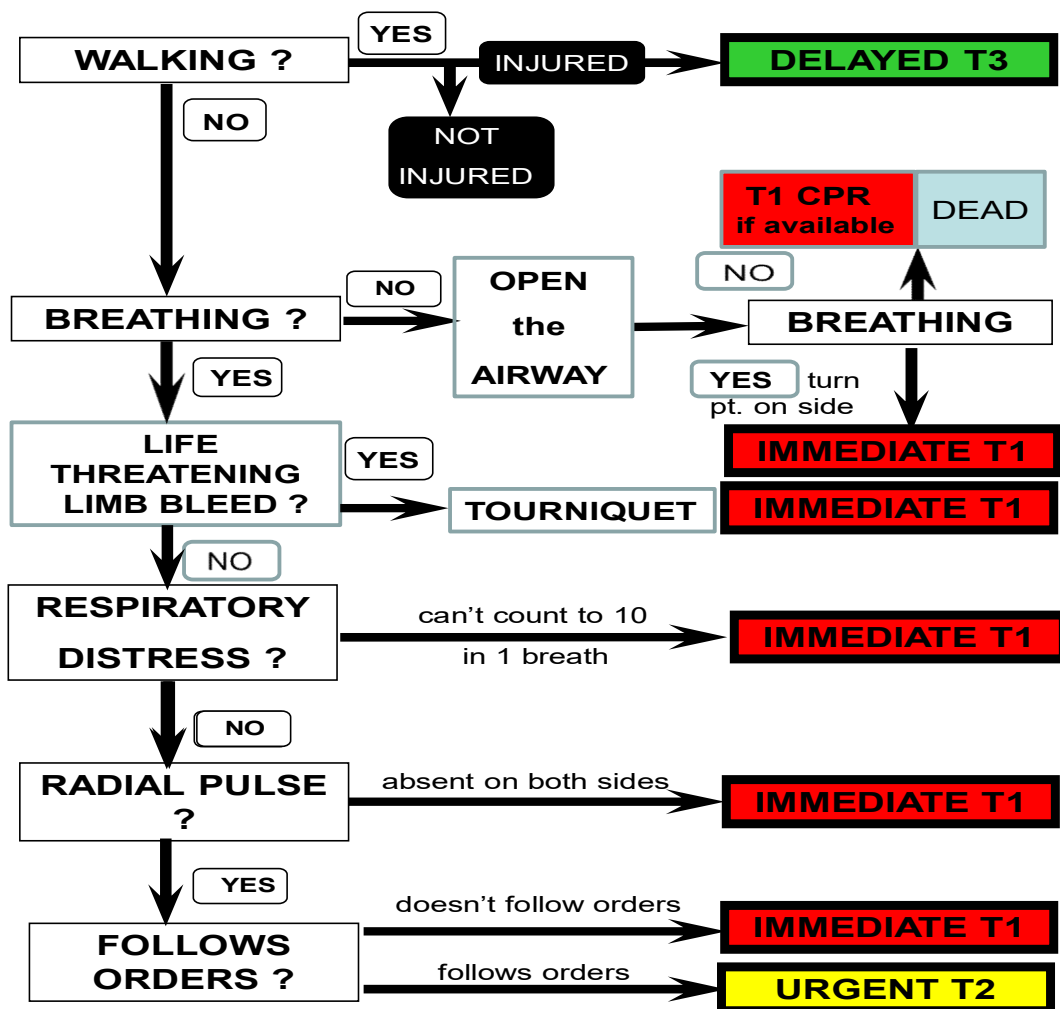 YES
WALKING ?
INJURED
DELAYED T3
NO
NOT
INJURED
T1 CPR
if available
DEAD
NO
BREATHING ?
NO
OPEN
the
AIRWAY
BREATHING
YES
YES turn
pt. on side
IMMEDIATE T1
LIFE
THREATENING
LIMB BLEED ?
YES
TOURNIQUET
IMMEDIATE T1
NO
RESPIRATORY
DISTRESS ?
can't count to 10
in 1 breath
IMMEDIATE T1
NO
RADIAL PULSE
?
absent on both sides
IMMEDIATE T1
YES
FOLLOWS
ORDERS ?
doesn't follow orders
IMMEDIATE T1
follows orders
URGENT T2